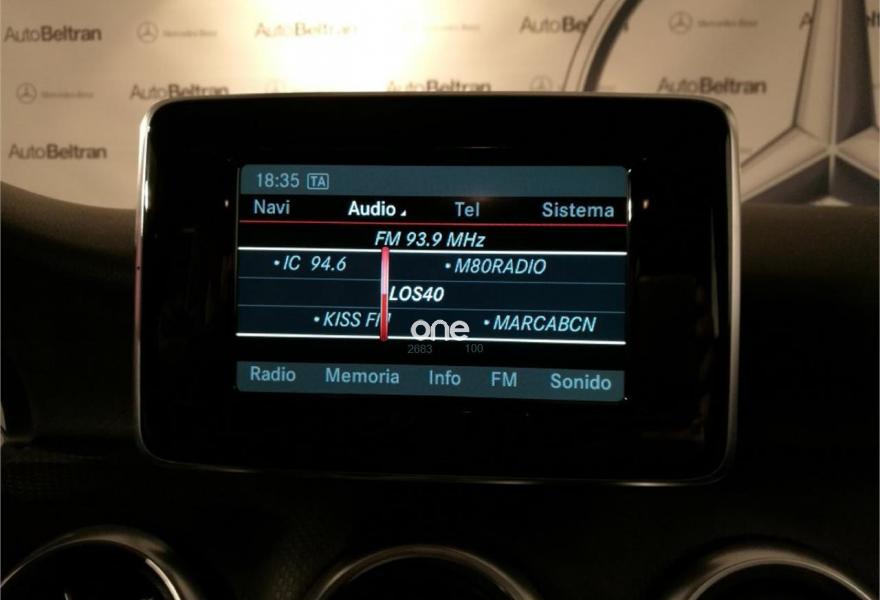 AutoBeltran Mercedes-Benz AutoBeltran AutoBeltran Mercedes-Benz
Mercedes-Benz AutoBeltran AutoBeltran AutoBeltran
AutoBeltran
18:35 TA
Navi Audio Tel Sistema
FM 93.9 MHz
•IC 94.6 •M80RADIO
LOS40
•KISS FM •MARCABCN
one
2683 100
Radio Memoria Info FM Sonido